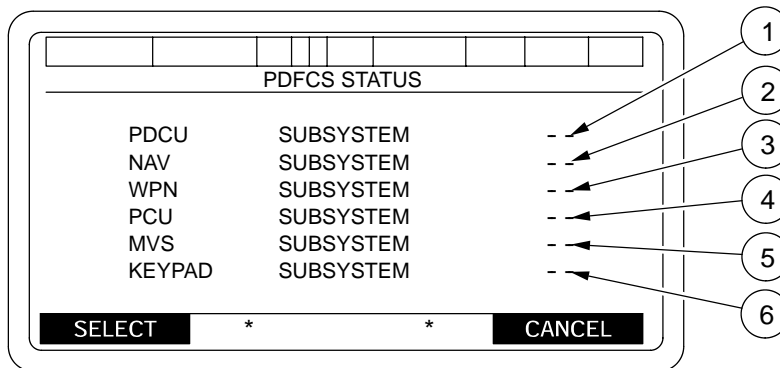 PDFCS STATUS
PDCU SUBSYSTEM - - 1
NAV SUBSYSTEM - - 2
WPN SUBSYSTEM - - 3
PCU SUBSYSTEM - - 4
MVS SUBSYSTEM - - 5
KEYPAD SUBSYSTEM - - 6
SELECT * * CANCEL